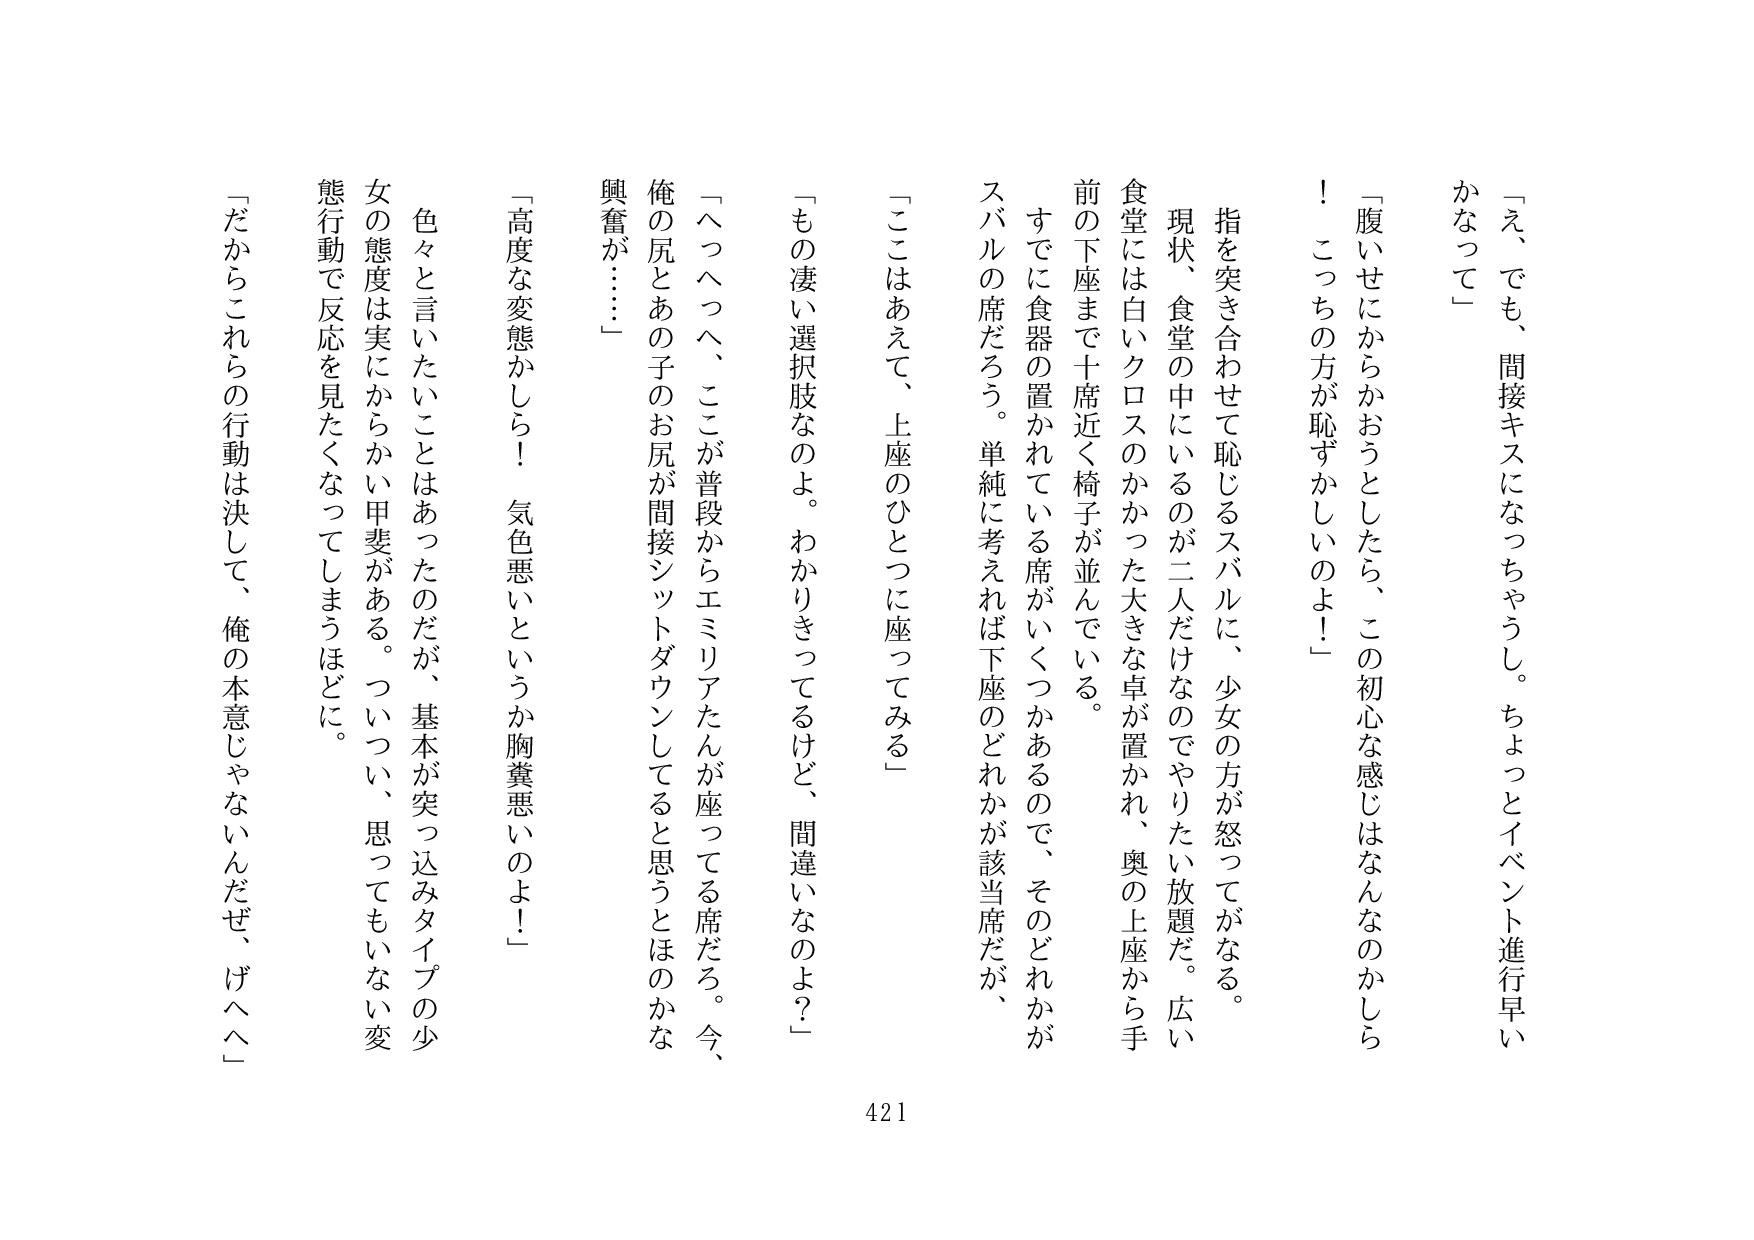 「え、でも、間接キスになっちゃうし。ちょっとイベント進行早い
かなって」
「腹いせにからかおうとしたら、この初心な感じはなんなのかしら
！　こっちの方が恥ずかしいのよ！」
　指を突き合わせて恥じるスバルに、少女の方が怒ってがなる。
　現状、食堂の中にいるのが二人だけなのでやりたい放題だ。広い
食堂には白いクロスのかかった大きな卓が置かれ、奥の上座から手
前の下座まで十席近く椅子が並んでいる。
　すでに食器の置かれている席がいくつかあるので、そのどれかが
スバルの席だろう。単純に考えれば下座のどれかが該当席だが、
「ここはあえて、上座のひとつに座ってみる」
「もの凄い選択肢なのよ。わかりきってるけど、間違いなのよ？」
「へっへっへ、ここが普段からエミリアたんが座ってる席だろ。今、
俺の尻とあの子のお尻が間接シットダウンしてると思うとほのかな
興奮が……」
「高度な変態かしら！　気色悪いというか胸糞悪いのよ！」
　色々と言いたいことはあったのだが、基本が突っ込みタイプの少
女の態度は実にからかい甲斐がある。ついつい、思ってもいない変
態行動で反応を見たくなってしまうほどに。
「だからこれらの行動は決して、俺の本意じゃないんだぜ、げへへ」
421